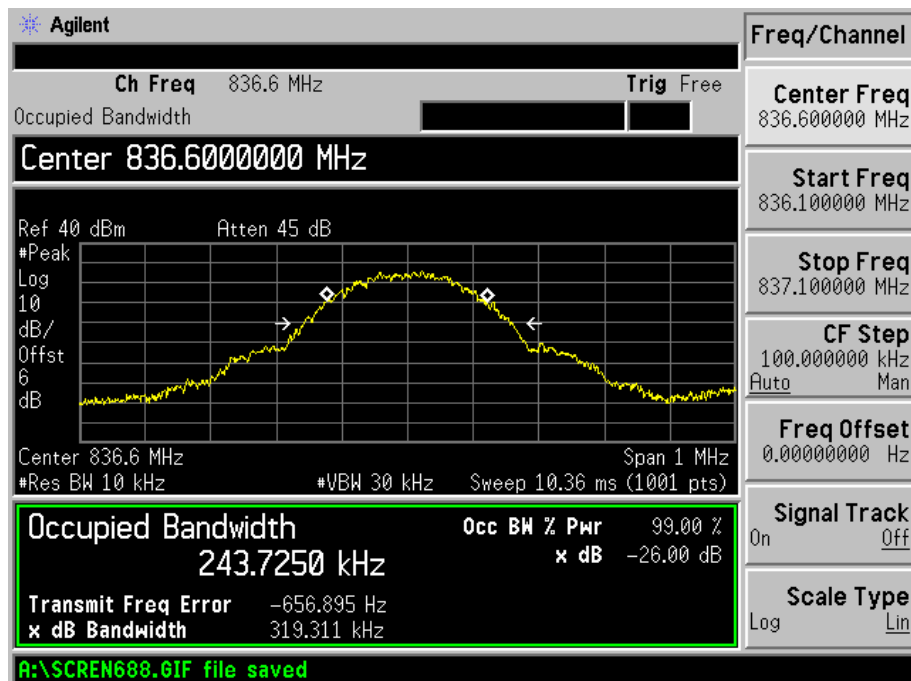 Agilent
Freq/Channel
Ch Freq 836.6 MHz Trig Free
Occupied Bandwidth
Center 836.6000000 MHz
Ref 40 dBm Atten 45 dB
#Peak
Log
10
dB/
Offst
6
dB
Center 836.6 MHz Span 1 MHz
#Res BW 10 kHz #VBW 30 kHz Sweep 10.36 ms (1001 pts)
Occupied Bandwidth
243.7250 kHz
Occ BW % Pwr 99.00 %
x dB -26.00 dB
Transmit Freq Error -656.895 Hz
x dB Bandwidth 319.311 kHz
A:\SCREN688.GIF file saved
Center Freq
836.600000 MHz
Start Freq
836.100000 MHz
Stop Freq
837.100000 MHz
CF Step
100.000000 kHz
Auto Man
Freq Offset
0.00000000 Hz
Signal Track
On Off
Scale Type
Log Lin